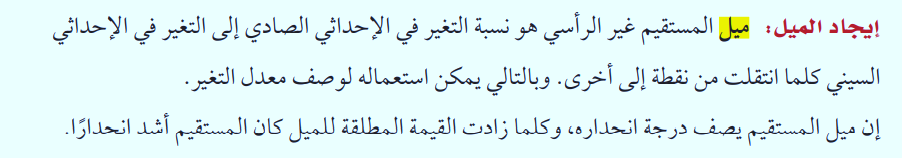 إيجاد الميل: ميل المستقيم غير الرأسي هو نسبة التغير في الإحداثي الصادي إلى التغير في الإحداثي
السيني كلما انتقلت من نقطة إلى أخرى. وبالتالي يمكن استعماله لوصف معدل التغير.
إن ميل المستقيم يصف درجة انحداره، وكلما زادت القيمة المطلقة للميل كان المستقيم أشد انحدارًا.